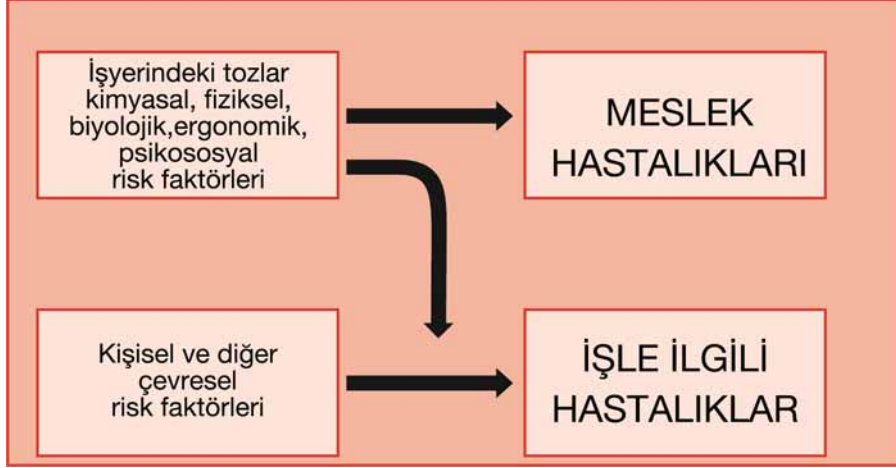 İşyerindeki tozlar
kimyasal, fiziksel,
biyolojik,ergonomik,
psikososyal
risk faktörleri
MESLEK
HASTALIKLARI
Kişisel ve diğer
çevresel
risk faktörleri
İŞLE İLGİLİ
HASTALIKLAR